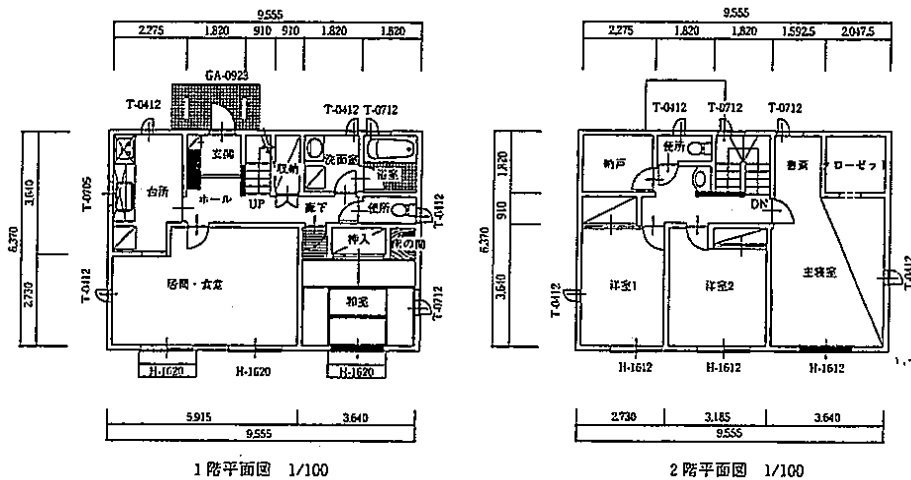 9.555
2.275 1.820 910 910 1.820 1.820
GA-0923
T-0412 T-0412 T-0712
玄関 洗面室 浴室
台所 収納
ホール UP 廊下 便所
T-0705 T-0412
押入 床の間
居間・食堂 和室
T-0412 T-0712
3.640
6.370
2.730
H-1620 H-1620 H-1620
5.915 3.640
9.555
1階平面図 1/100
9.555
2.275 1.820 1.820 1.592.5 2.047.5
T-0412 T-0712 T-0712
納戸 便所 書斎 クローゼット
DN
1.820
910
6.370
3.640
洋室1 洋室2 主寝室
T-0412 T-0412
H-1612 H-1612 H-1612
2.730 3.185 3.640
9.555
2階平面図 1/100